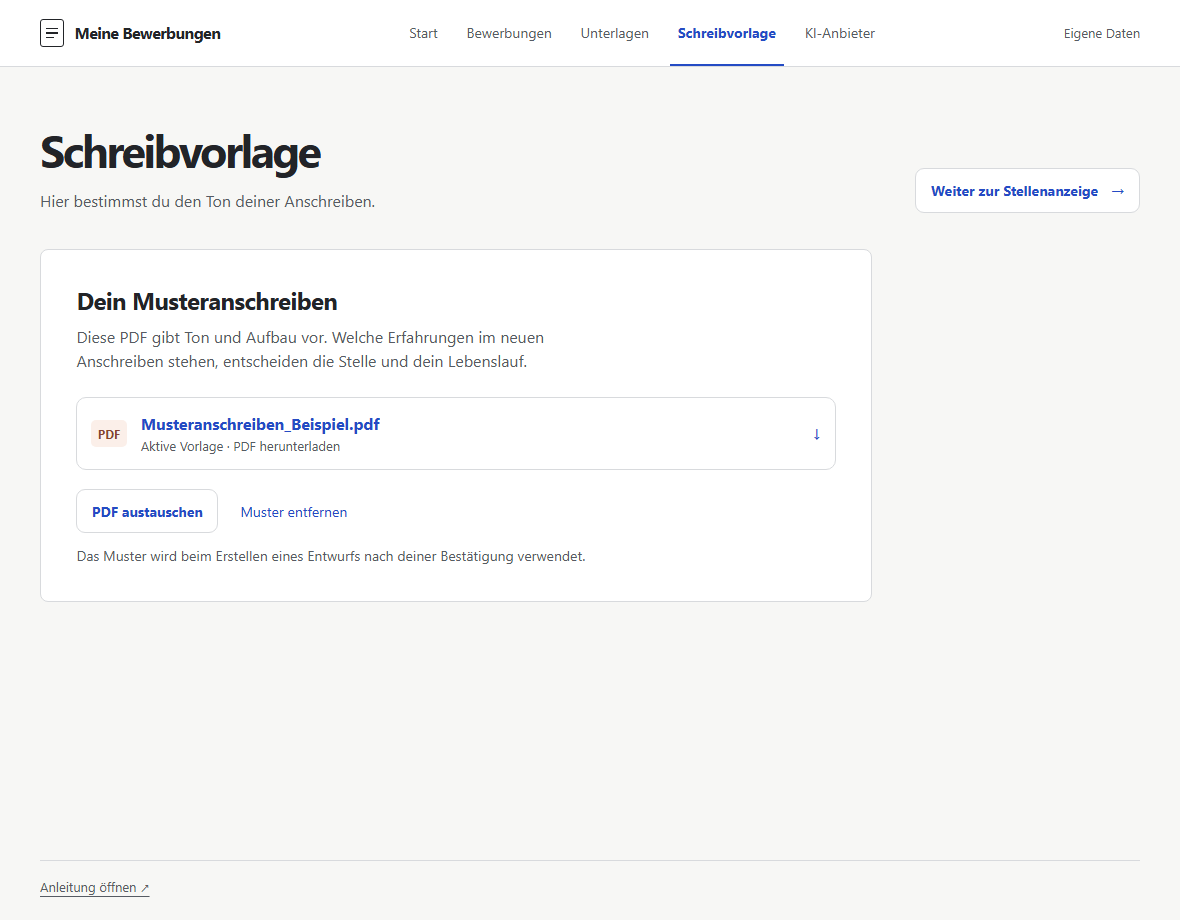 Meine Bewerbungen
Start
Bewerbungen
Unterlagen
Schreibvorlage
KI-Anbieter
Eigene Daten
Schreibvorlage
Hier bestimmst du den Ton deiner Anschreiben.
Weiter zur Stellenanzeige →
Dein Musteranschreiben
Diese PDF gibt Ton und Aufbau vor. Welche Erfahrungen im neuen
Anschreiben stehen, entscheiden die Stelle und dein Lebenslauf.
PDF
Musteranschreiben_Beispiel.pdf
Aktive Vorlage · PDF herunterladen
↓
PDF austauschen
Muster entfernen
Das Muster wird beim Erstellen eines Entwurfs nach deiner Bestätigung verwendet.
Anleitung öffnen ↗